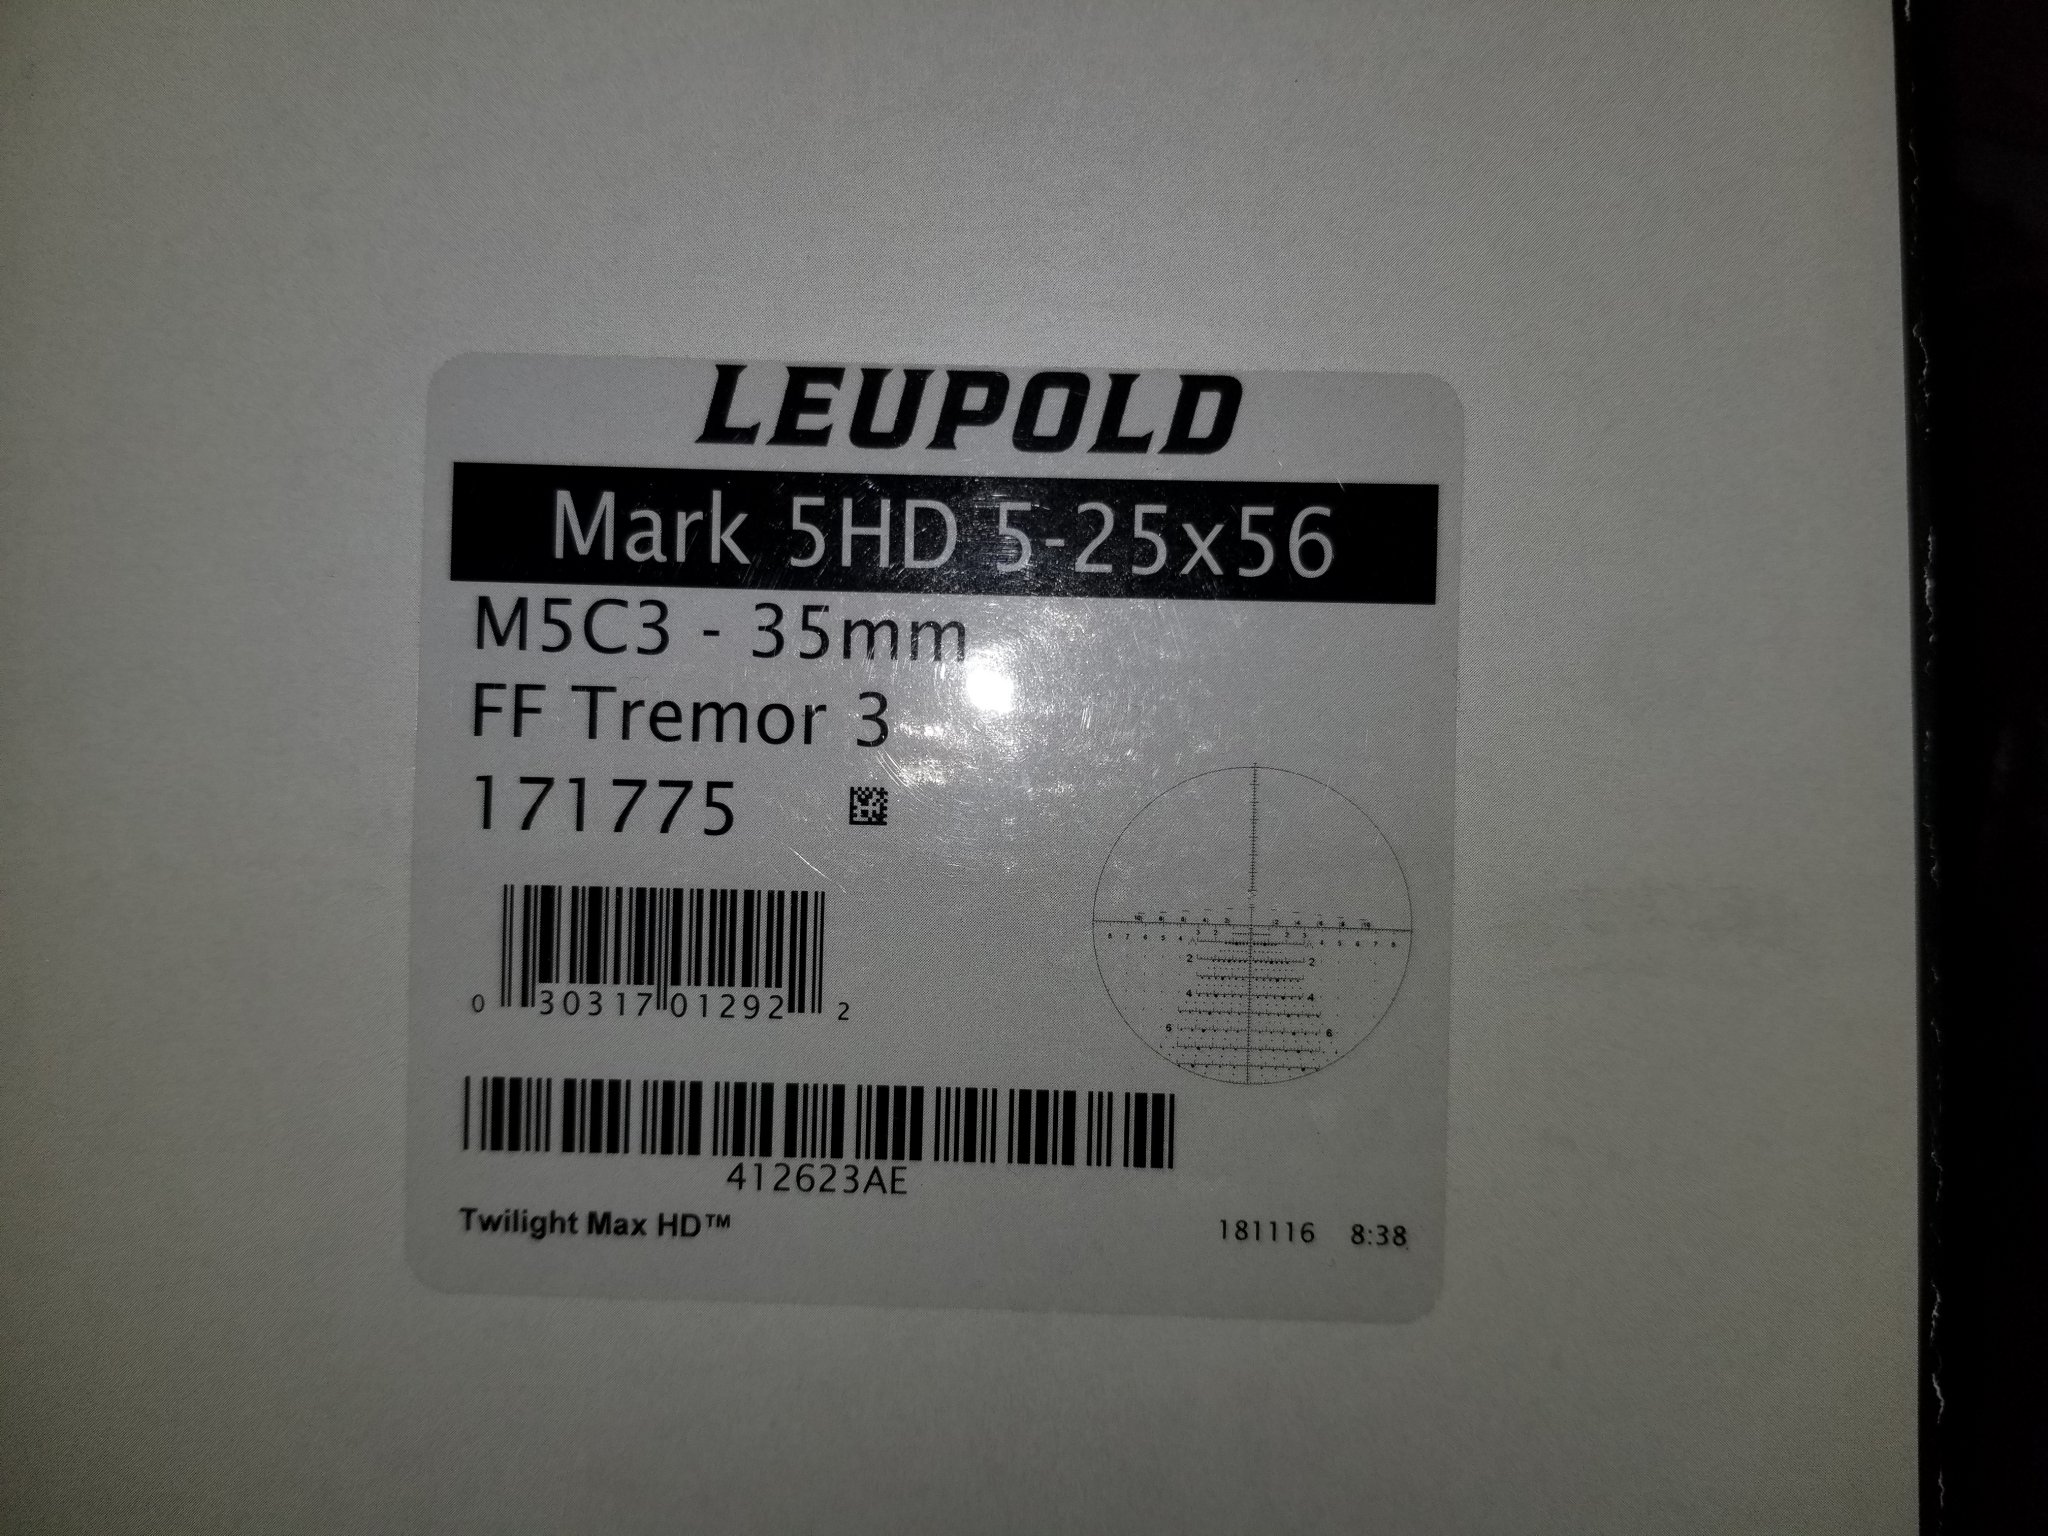 LEUPOLD
Mark 5HD 5-25x56
M5C3 - 35mm
FF Tremor 3
171775
0 30317 01292 2
412623AE
Twilight Max HD™
181116 8:38